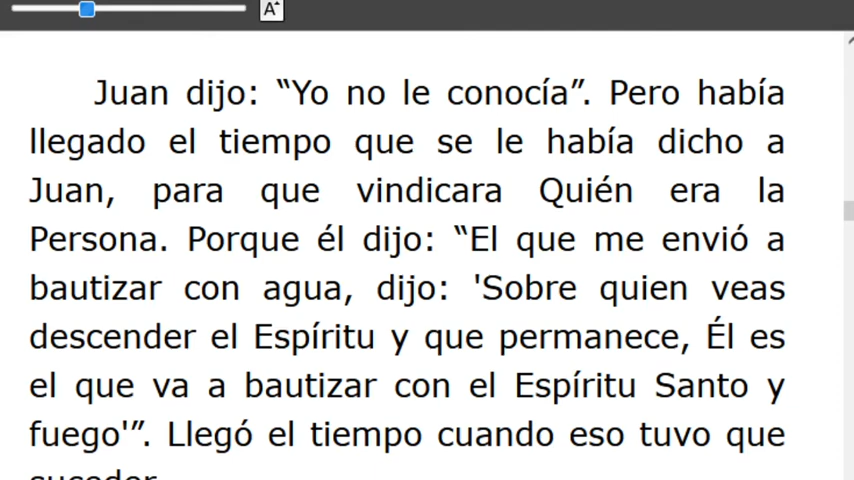 A
Juan dijo: “Yo no le conocía”. Pero había
llegado el tiempo que se le había dicho a
Juan, para que vindicara Quién era la
Persona. Porque él dijo: “El que me envió a
bautizar con agua, dijo: 'Sobre quien veas
descender el Espíritu y que permanece, Él es
el que va a bautizar con el Espíritu Santo y
fuego'”. Llegó el tiempo cuando eso tuvo que
suceder